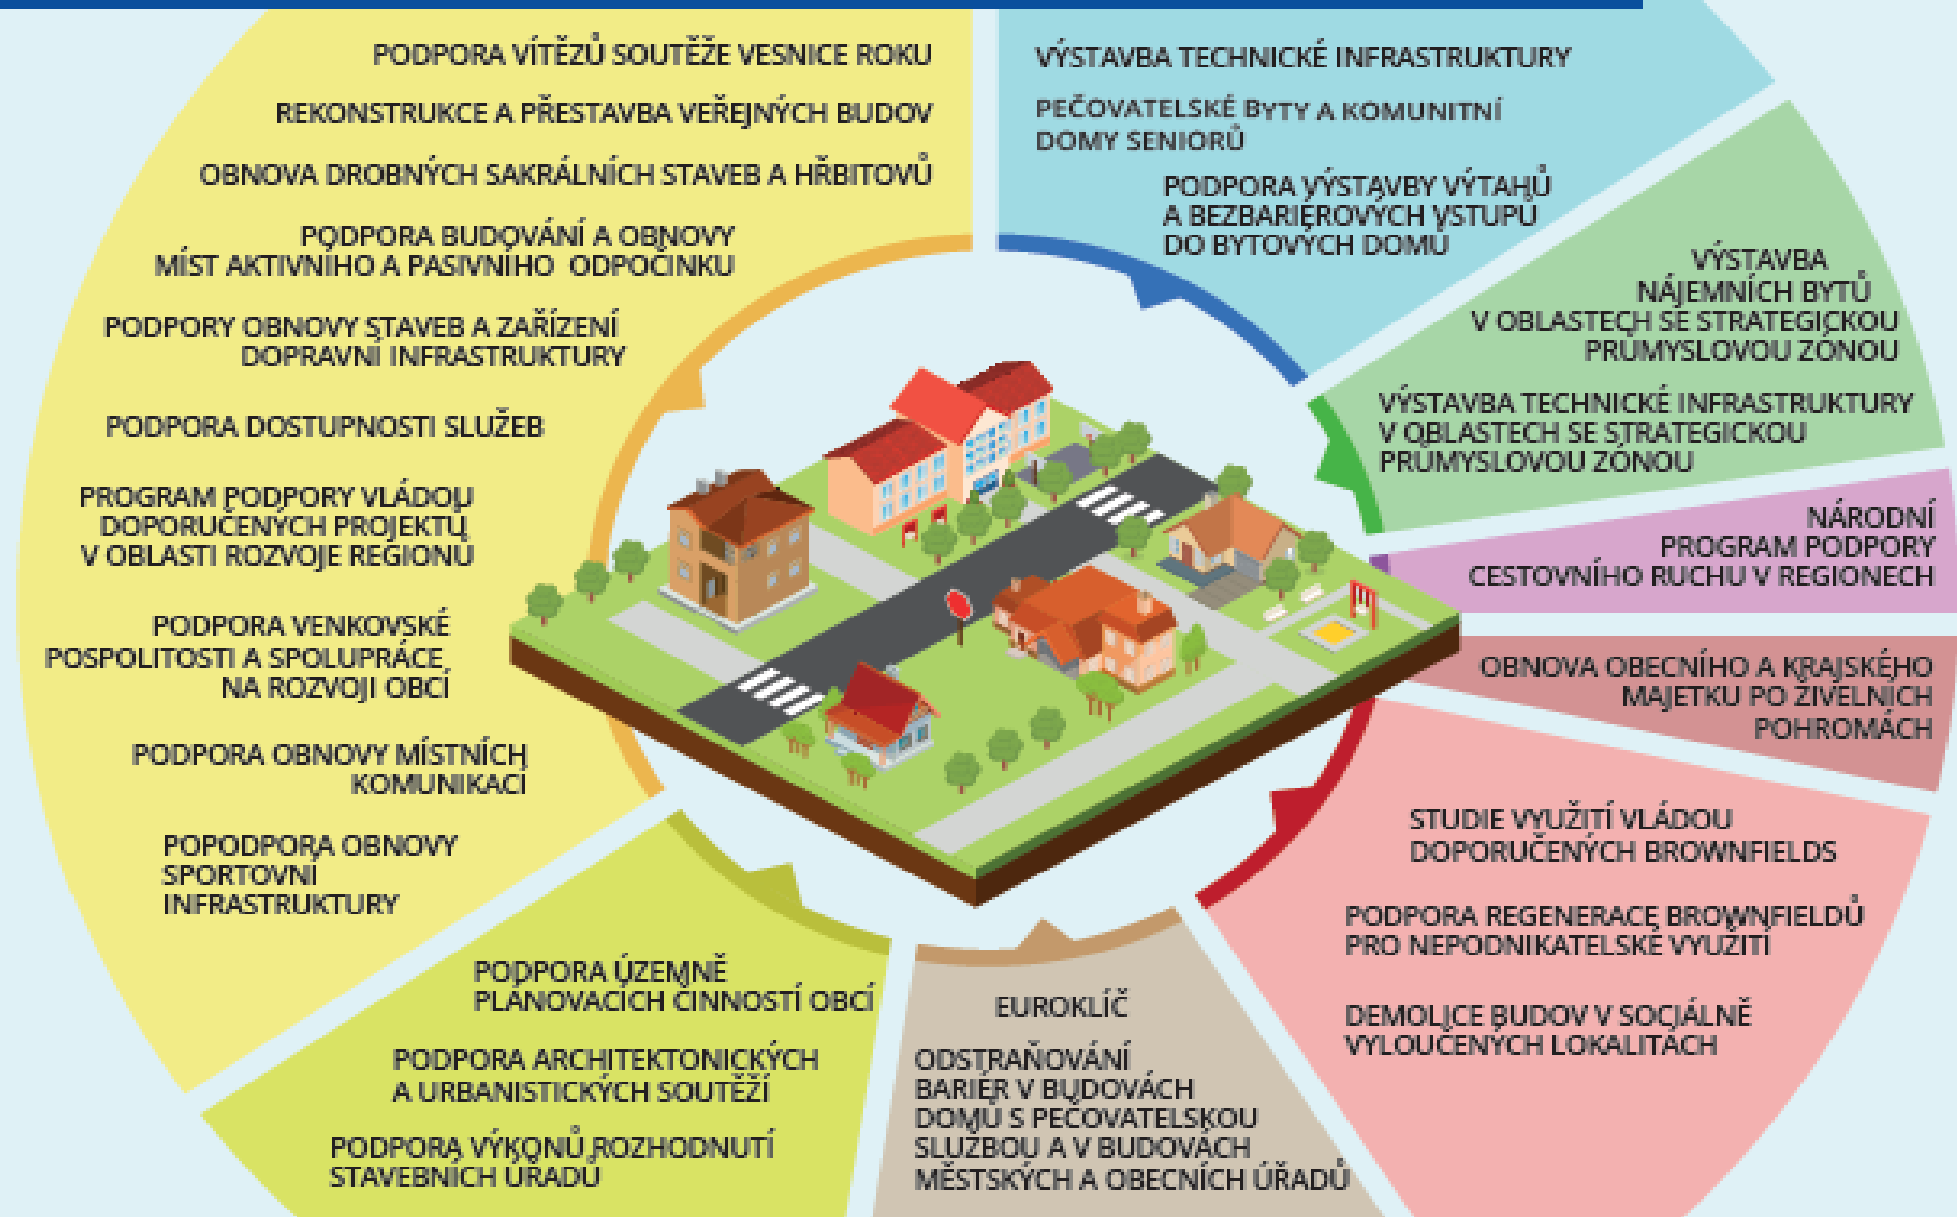 PODPORA VÍTĚZŮ SOUTĚŽE VESNICE ROKU
REKONSTRUKCE A PŘESTAVBA VEŘEJNÝCH BUDOV
OBNOVA DROBNÝCH SAKRÁLNÍCH STAVEB A HŘBITOVŮ
PODPORA BUDOVÁNÍ A OBNOVY
MÍST AKTIVNÍHO A PASIVNÍHO ODPOČINKU
PODPORY OBNOVY STAVEB A ZAŘÍZENÍ
DOPRAVNÍ INFRASTRUKTURY
PODPORA DOSTUPNOSTI SLUŽEB
PROGRAM PODPORY VLÁDOU
DOPORUČENÝCH PROJEKTŮ
V OBLASTI ROZVOJE REGIONŮ
PODPORA VENKOVSKÉ
POSPOLITOSTI A SPOLUPRÁCE
NA ROZVOJI OBCÍ
PODPORA OBNOVY MÍSTNÍCH
KOMUNIKACÍ
POPODPORA OBNOVY
SPORTOVNÍ
INFRASTRUKTURY
PODPORA ÚZEMNĚ
PLÁNOVACÍCH ČINNOSTÍ OBCÍ
PODPORA ARCHITEKTONICKÝCH
A URBANISTICKÝCH SOUTĚŽÍ
PODPORA VÝKONŮ ROZHODNUTÍ
STAVEBNÍCH ÚŘADŮ
EUROKLÍČ
ODSTRAŇOVÁNÍ
BARIÉR V BUDOVÁCH
DOMŮ S PEČOVATELSKOU
SLUŽBOU A V BUDOVÁCH
MĚSTSKÝCH A OBECNÍCH ÚŘADŮ
STUDIE VYUŽITÍ VLÁDOU
DOPORUČENÝCH BROWNFIELDS
PODPORA REGENERACE BROWNFIELDŮ
PRO NEPODNIKATELSKÉ VYUŽITÍ
DEMOLICE BUDOV V SOCIÁLNĚ
VYLOUČENÝCH LOKALITÁCH
OBNOVA OBECNÍHO A KRAJSKÉHO
MAJETKU PO ŽIVELNÍCH
POHROMÁCH
NÁRODNÍ
PROGRAM PODPORY
CESTOVNÍHO RUCHU V REGIONECH
VÝSTAVBA
NÁJEMNÍCH BYTŮ
V OBLASTECH SE STRATEGICKOU
PRŮMYSLOVOU ZÓNOU
VÝSTAVBA TECHNICKÉ INFRASTRUKTURY
V OBLASTECH SE STRATEGICKOU
PRŮMYSLOVOU ZÓNOU
VÝSTAVBA TECHNICKÉ INFRASTRUKTURY
PEČOVATELSKÉ BYTY A KOMUNITNÍ
DOMY SENIORŮ
PODPORA VÝSTAVBY VÝTAHŮ
A BEZBARIÉROVÝCH VSTUPŮ
DO BYTOVÝCH DOMŮ